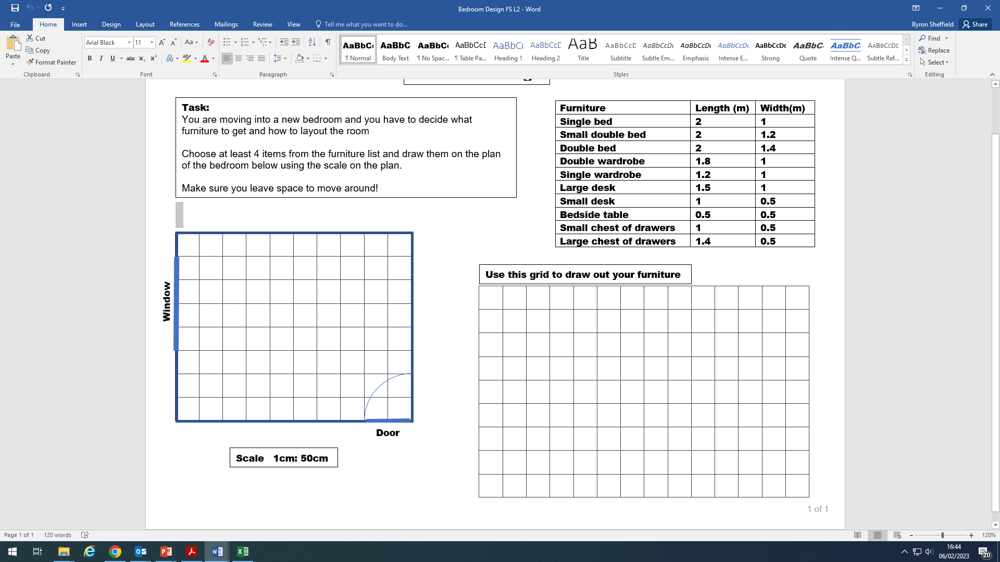 Bedroom Design FS L2 - Word
File Home Insert Design Layout References Mailings Review View Tell me what you want to do... Byron Sheffield Share
Paste
Cut
Copy
Format Painter
Clipboard
Arial Black 11
Font
Paragraph
AaBbCc AaBbC AaBbCc AaBbCcD AaBbCc AaBbCcD AaB AaBbCcD AaBbCcDc AaBbCcDc AaBbCcDc AaBbCcDc AaBbCc AaBbC AaBbCcDc
¶ Normal Body Text ¶ No Spac... ¶ Table Pa... Heading 1 Heading 2 Title Subtitle Subtle Em... Emphasis Intense E... Strong Quote Intense Q... Subtle Ref...
Styles
Find
Replace
Select
Editing
Task:
You are moving into a new bedroom and you have to decide what
furniture to get and how to layout the room
Choose at least 4 items from the furniture list and draw them on the plan
of the bedroom below using the scale on the plan.
Make sure you leave space to move around!
Furniture Length (m) Width(m)
Single bed 2 1
Small double bed 2 1.2
Double bed 2 1.4
Double wardrobe 1.8 1
Single wardrobe 1.2 1
Large desk 1.5 1
Small desk 1 0.5
Bedside table 0.5 0.5
Small chest of drawers 1 0.5
Large chest of drawers 1.4 0.5
Window
Door
Scale 1cm: 50cm
Use this grid to draw out your furniture
1 of 1
Page 1 of 1 120 words 120%
16:44
06/02/2023
20